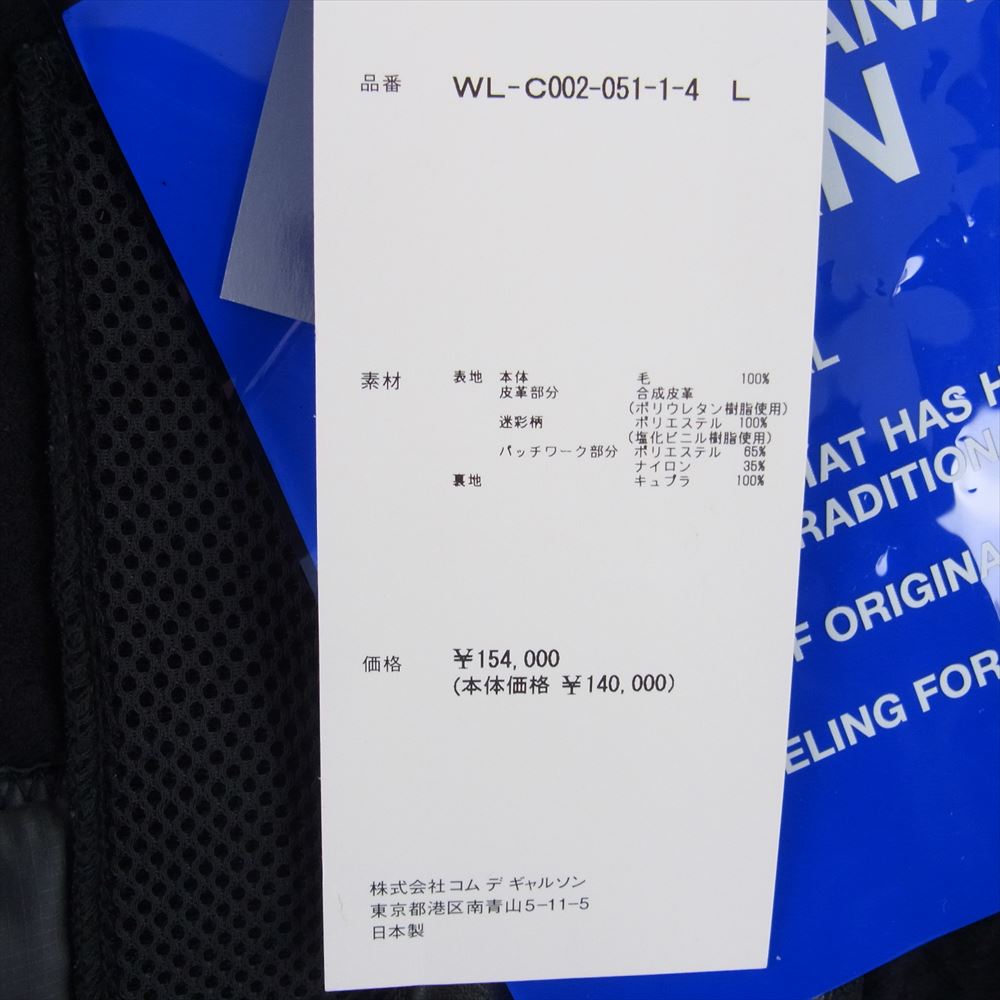 品番 WL-C002-051-1-4 L
素材 表地 本体 毛 100%
皮革部分 合成皮革
(ポリウレタン樹脂使用)
迷彩柄 ポリエステル 100%
(塩化ビニル樹脂使用)
パッチワーク部分 ポリエステル 65%
ナイロン 35%
裏地 キュプラ 100%
価格 ¥154,000
(本体価格 ¥140,000)
株式会社コム デ ギャルソン
東京都港区南青山5-11-5
日本製
HAS
ORIGINA
FOR